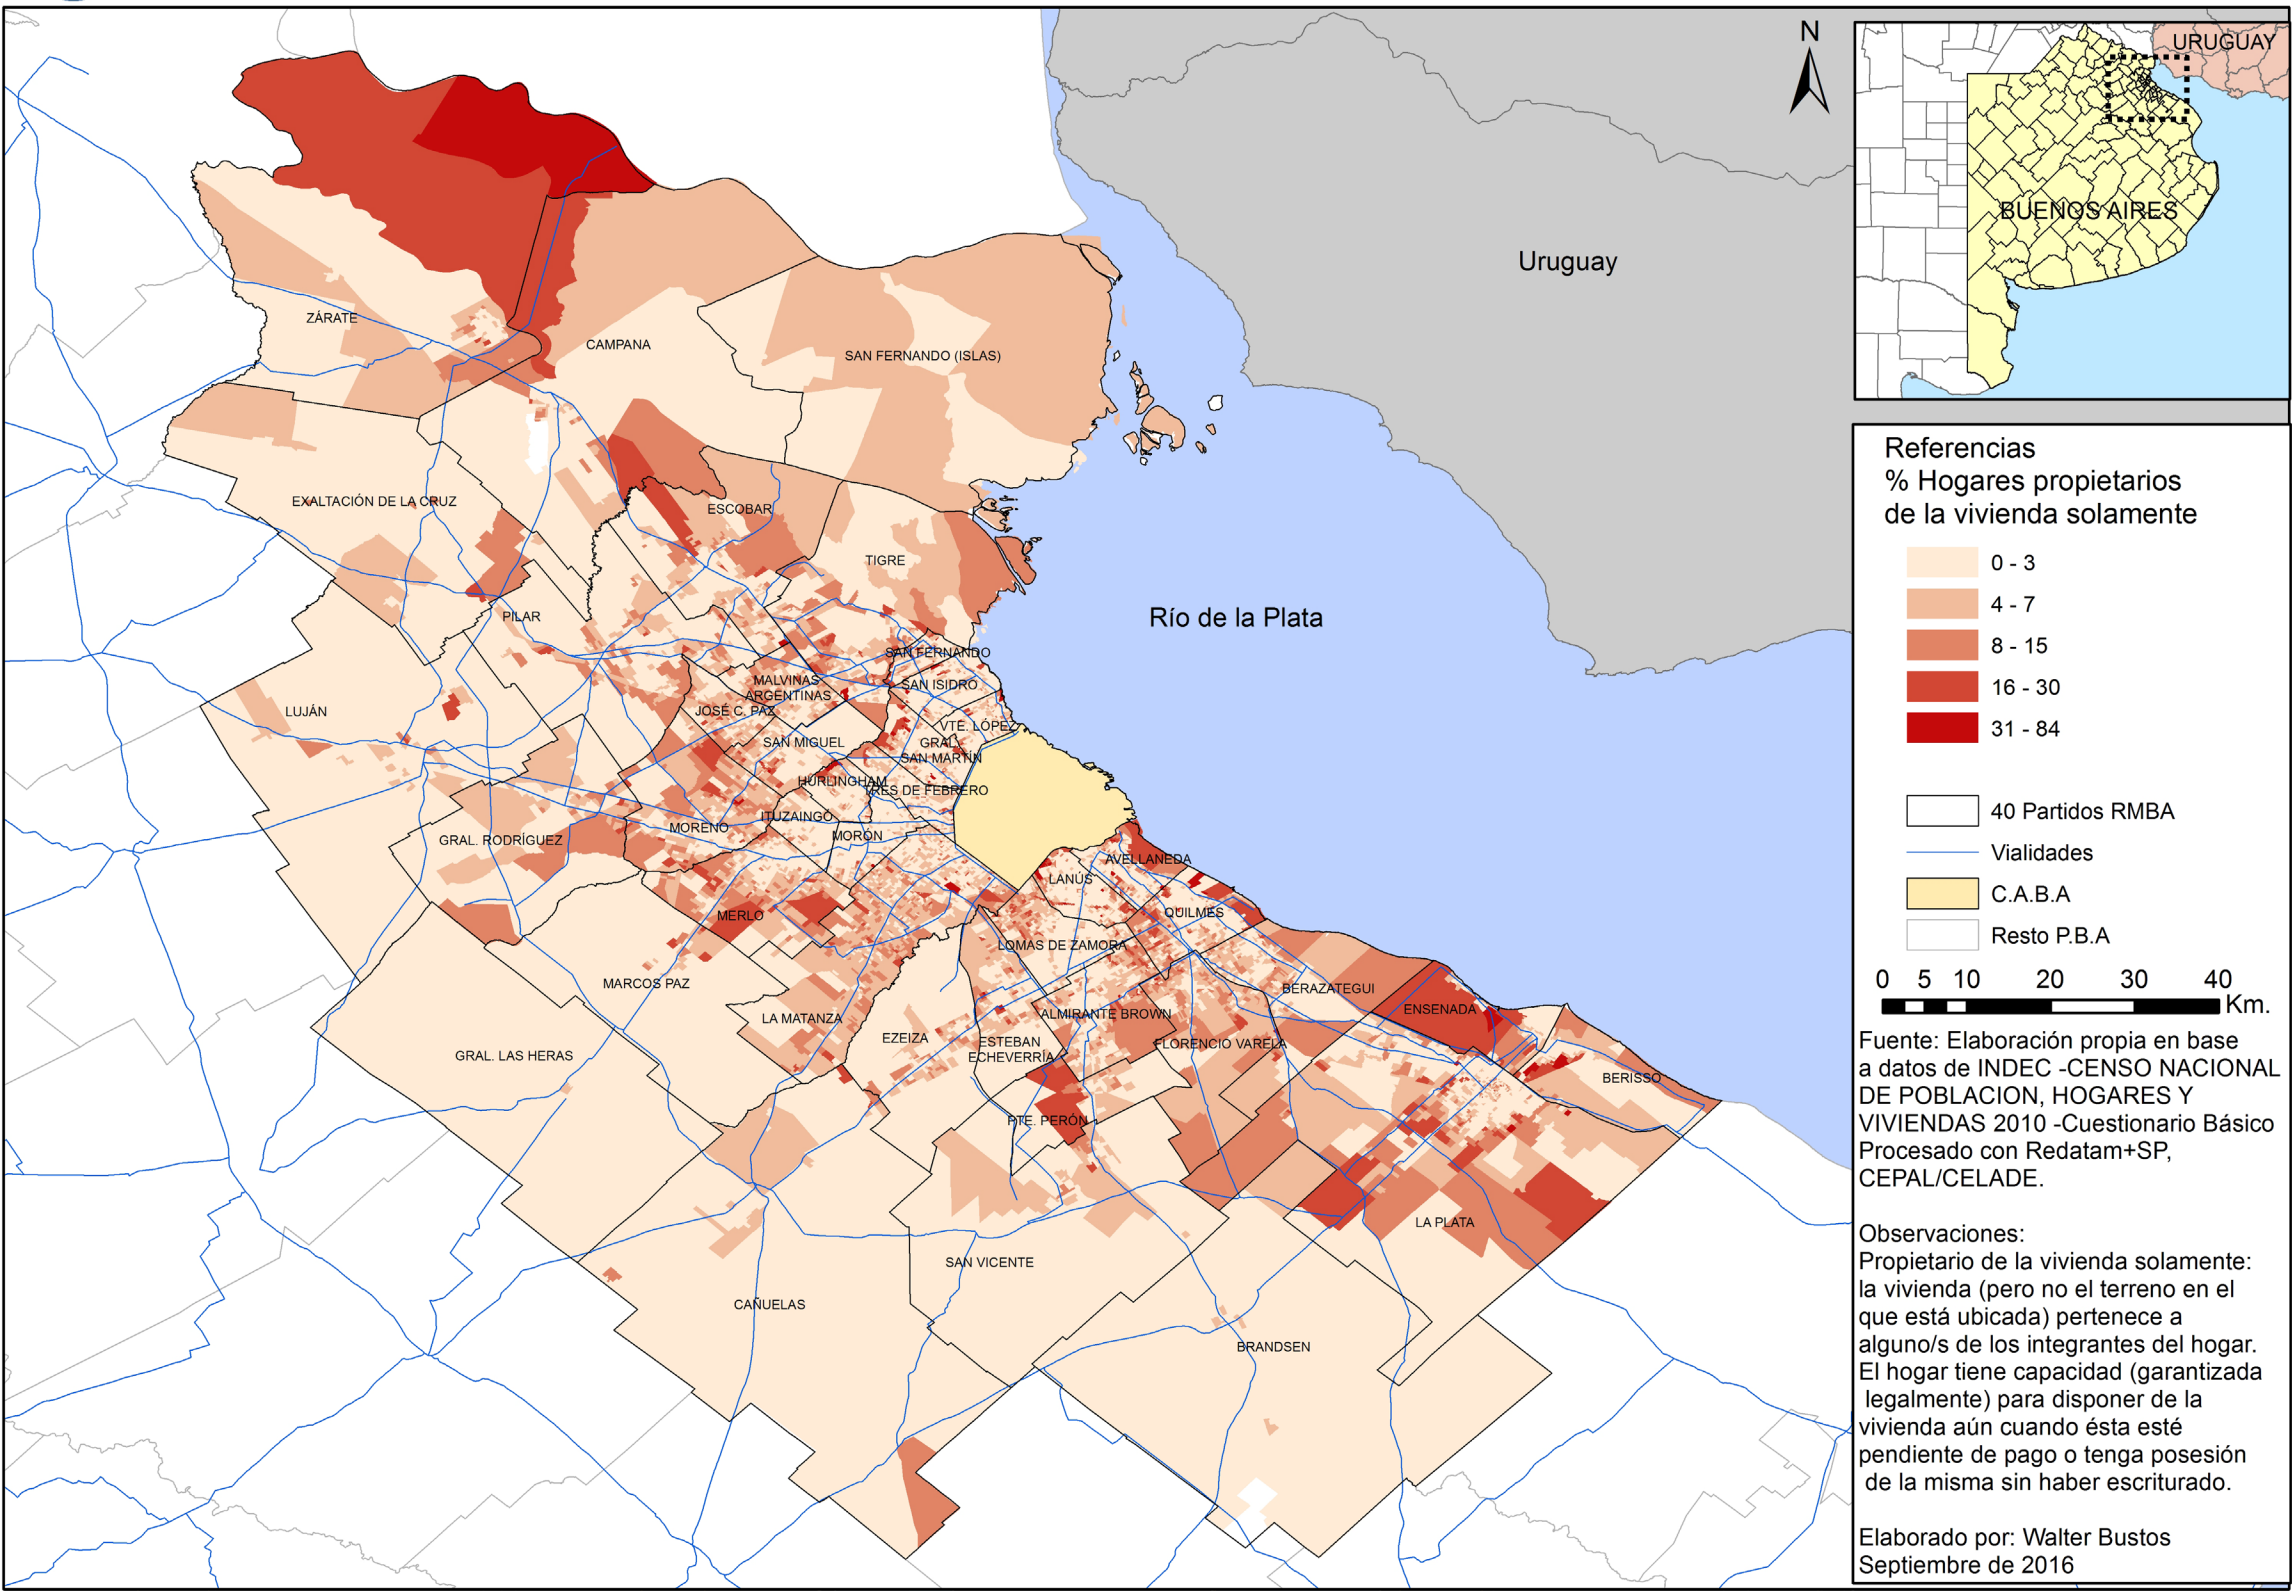 N
Uruguay
Río de la Plata
ZÁRATE
CAMPANA
SAN FERNANDO (ISLAS)
EXALTACIÓN DE LA CRUZ
ESCOBAR
TIGRE
PILAR
SAN FERNANDO
MALVINAS
ARGENTINAS
SAN ISIDRO
LUJÁN
JOSÉ C. PAZ
VTE. LÓPEZ
SAN MIGUEL
GRAL.
SAN MARTÍN
HURLINGHAM
TRES DE FEBRERO
ITUZAINGÓ
MORENO
MORÓN
GRAL. RODRÍGUEZ
AVELLANEDA
LANÚS
MERLO
QUILMES
LOMAS DE ZAMORA
MARCOS PAZ
BERAZATEGUI
ENSENADA
LA MATANZA
ALMIRANTE BROWN
EZEIZA
ESTEBAN
ECHEVERRÍA
FLORENCIO VARELA
GRAL. LAS HERAS
BERISSO
PTE. PERÓN
LA PLATA
SAN VICENTE
CAÑUELAS
BRANDSEN
URUGUAY
BUENOS AIRES
Referencias
% Hogares propietarios
de la vivienda solamente
0 - 3
4 - 7
8 - 15
16 - 30
31 - 84
40 Partidos RMBA
Vialidades
C.A.B.A
Resto P.B.A
0 5 10 20 30 40
Km.
Fuente: Elaboración propia en base
a datos de INDEC -CENSO NACIONAL
DE POBLACION, HOGARES Y
VIVIENDAS 2010 -Cuestionario Básico
Procesado con Redatam+SP,
CEPAL/CELADE.
Observaciones:
Propietario de la vivienda solamente:
la vivienda (pero no el terreno en el
que está ubicada) pertenece a
alguno/s de los integrantes del hogar.
El hogar tiene capacidad (garantizada
legalmente) para disponer de la
vivienda aún cuando ésta esté
pendiente de pago o tenga posesión
de la misma sin haber escriturado.
Elaborado por: Walter Bustos
Septiembre de 2016